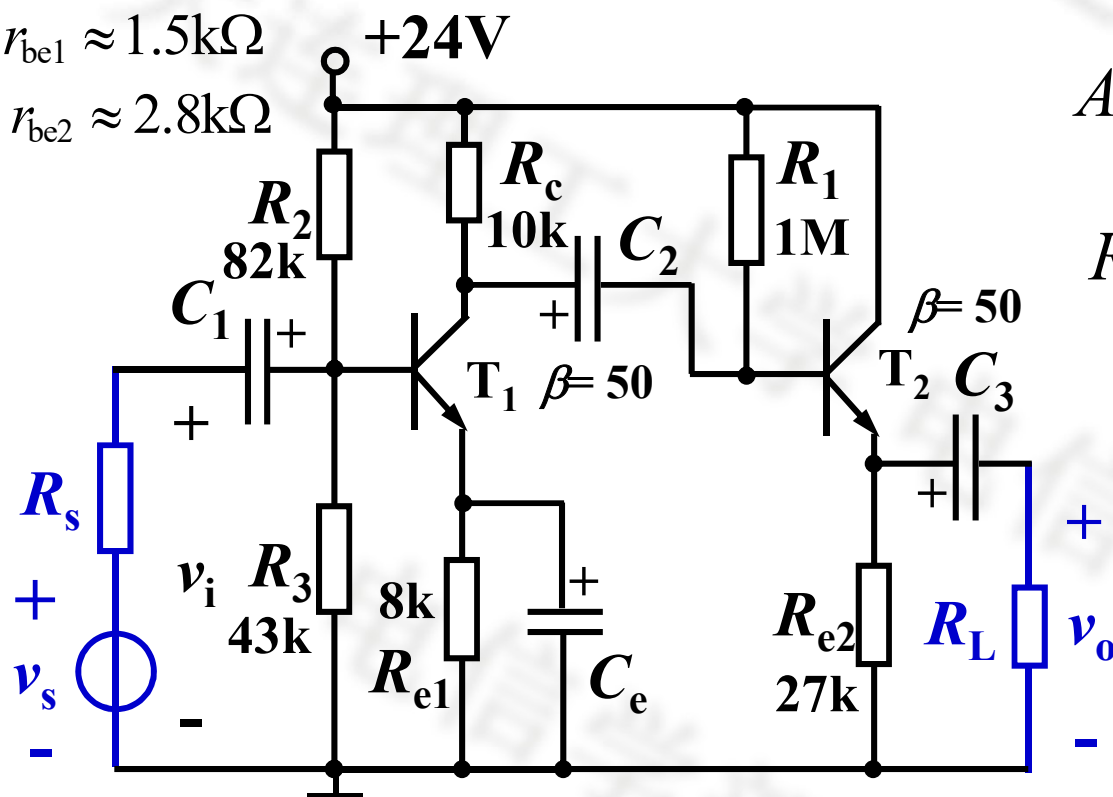 r_be1 ≈ 1.5kΩ
+24V
r_be2 ≈ 2.8kΩ
A
R_2
82k
R_c
10k
R_1
1M
C_2
R
C_1
+
+
β= 50
T_1
β= 50
T_2
C_3
+
+
R_s
+
v_s
-
v_i
-
R_3
43k
8k
R_e1
+
C_e
R_e2
27k
R_L
+
v_o
-